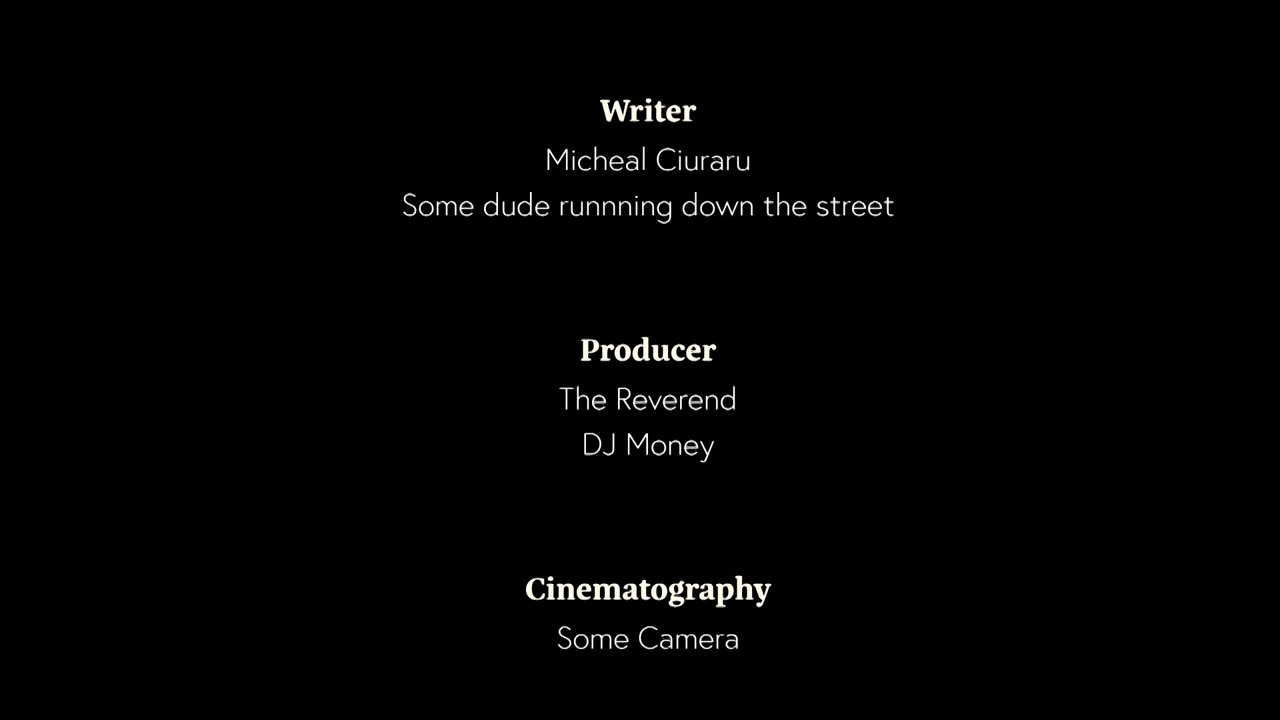 Writer
Micheal Ciuraru
Some dude runnning down the street
Producer
The Reverend
DJ Money
Cinematography
Some Camera